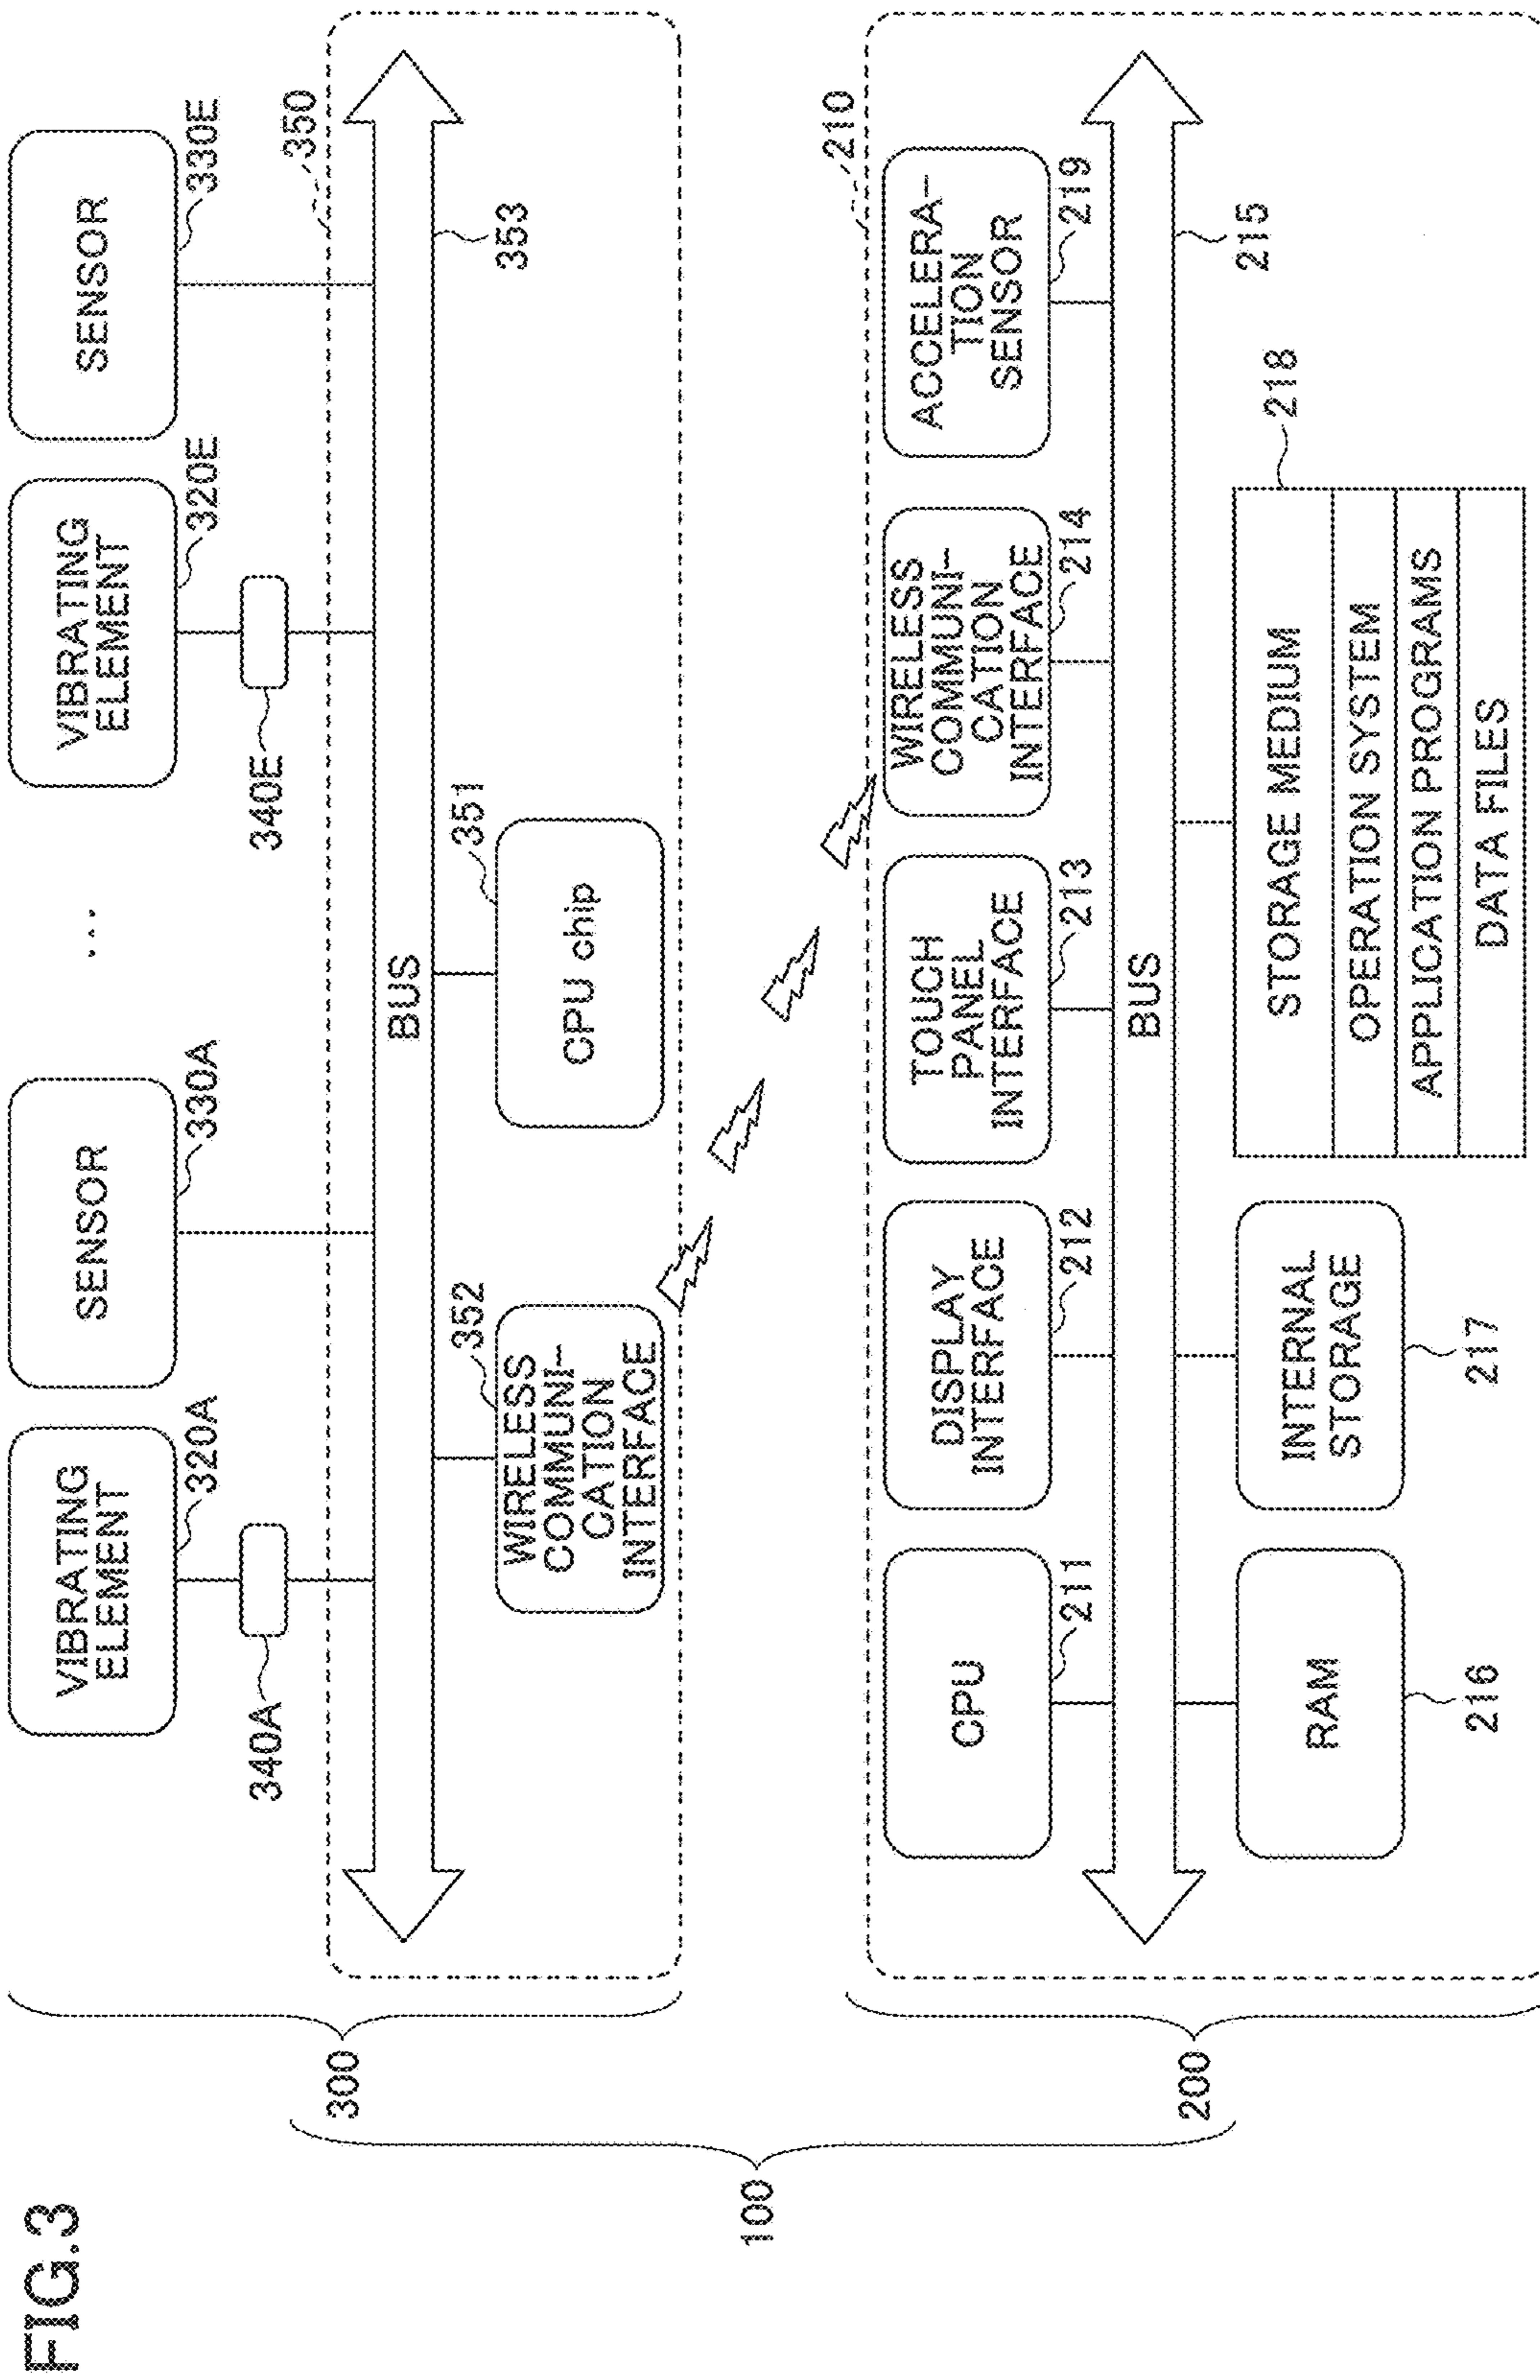 FIG.3
100
300
VIBRATING
ELEMENT
320A
340A
SENSOR
330A
...
VIBRATING
ELEMENT
320E
340E
SENSOR
330E
350
BUS
353
WIRELESS
COMMUNI-
CATION
INTERFACE
352
CPU chip
351
200
210
CPU
211
DISPLAY
INTERFACE
212
TOUCH
PANEL
INTERFACE
213
WIRELESS
COMMUNI-
CATION
INTERFACE
214
ACCELERA-
TION
SENSOR
219
BUS
215
RAM
216
INTERNAL
STORAGE
217
STORAGE MEDIUM
OPERATION SYSTEM
APPLICATION PROGRAMS
DATA FILES
218